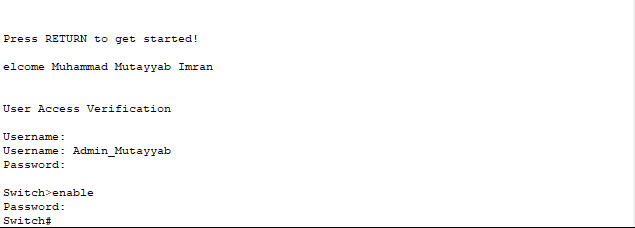 Press RETURN to get started!
elcome Muhammad Mutayyab Imran
User Access Verification
Username:
Username: Admin_Mutayyab
Password:
Switch>enable
Password:
Switch#